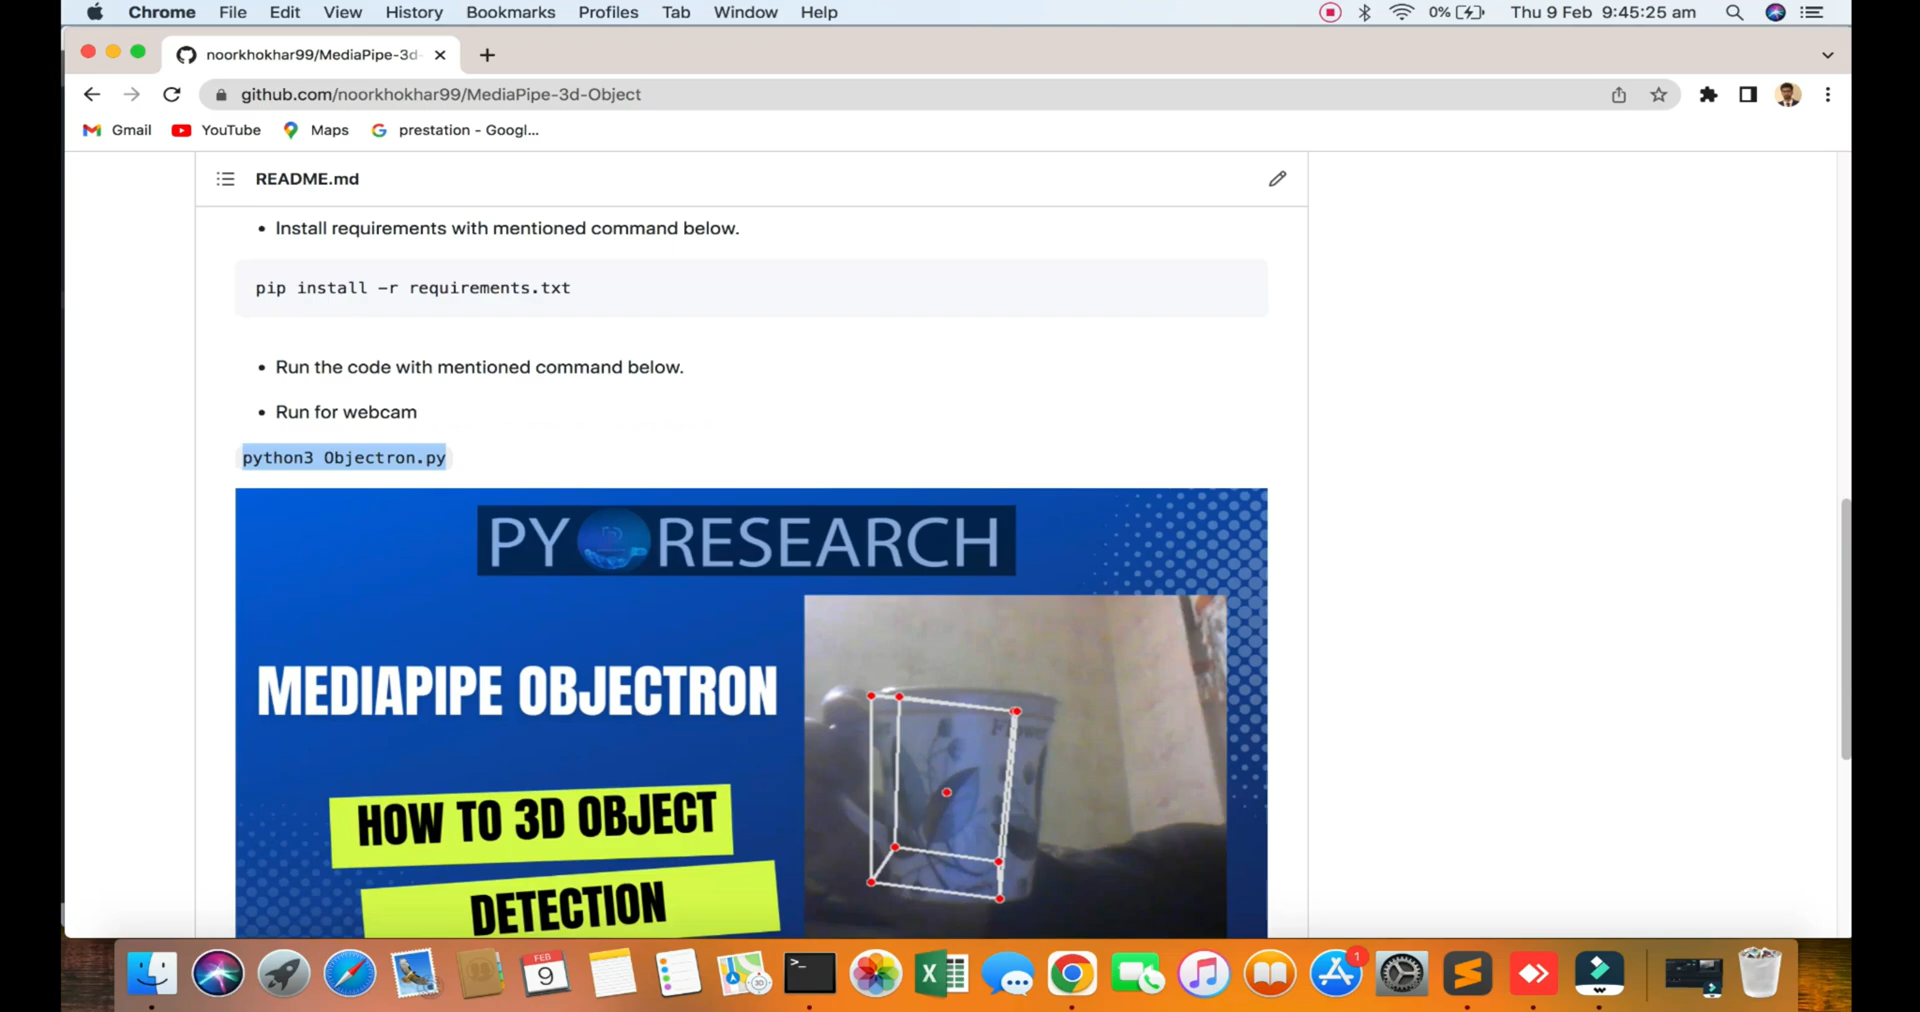 Chrome File Edit View History Bookmarks Profiles Tab Window Help 0% Thu 9 Feb 9:45:25 am
noorkhokhar99/MediaPipe-3d-
github.com/noorkhokhar99/MediaPipe-3d-Object
Gmail YouTube Maps prestation - Googl...
README.md
• Install requirements with mentioned command below.
pip install -r requirements.txt
• Run the code with mentioned command below.
• Run for webcam
python3 Objectron.py
PY RESEARCH
MEDIAPIPE OBJECTRON
HOW TO 3D OBJECT
DETECTION
FEB
9
1